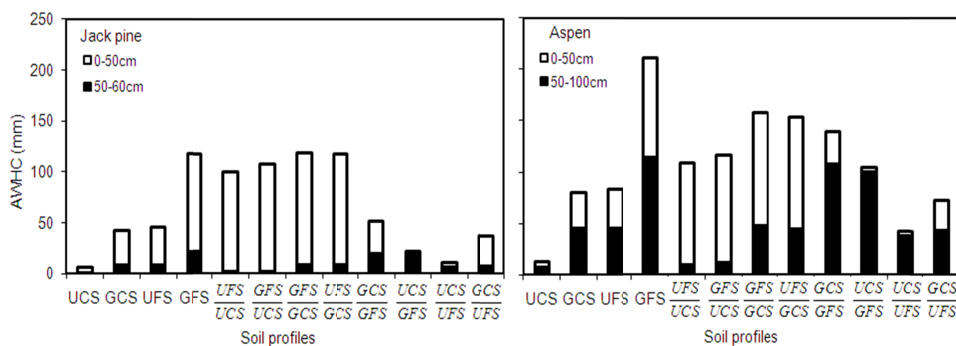 250
200
150
100
50
0
AWHC (mm)
Jack pine
0-50cm
50-60cm
UCS GCS UFS GFS UFS/UCS GFS/UCS GFS/GCS UFS/GCS GCS/GFS UCS/GFS UCS/UFS GCS/UFS
Soil profiles
Aspen
0-50cm
50-100cm
UCS GCS UFS GFS UFS/UCS GFS/UCS GFS/GCS UFS/GCS GCS/GFS UCS/GFS UCS/UFS GCS/UFS
Soil profiles